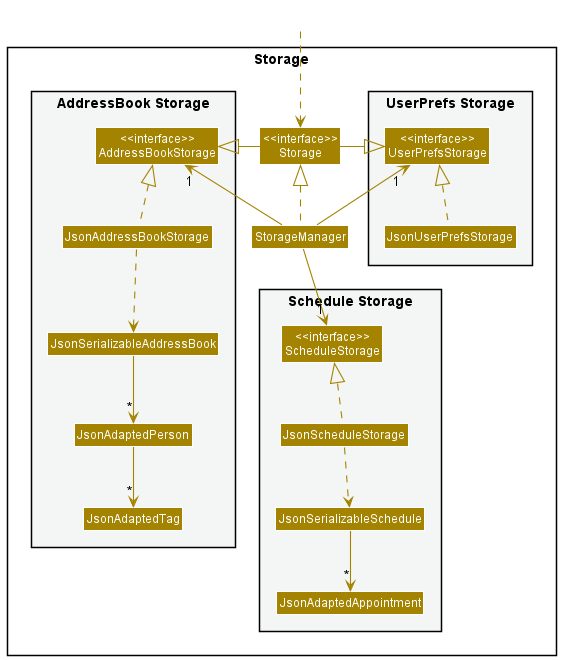 Storage
AddressBook Storage
UserPrefs Storage
<<interface>>
AddressBookStorage
<<interface>>
Storage
<<interface>>
UserPrefsStorage
1
1
JsonAddressBookStorage
StorageManager
JsonUserPrefsStorage
Schedule Storage
1
<<interface>>
ScheduleStorage
JsonSerializableAddressBook
*
JsonAdaptedPerson
JsonScheduleStorage
*
JsonAdaptedTag
JsonSerializableSchedule
*
JsonAdaptedAppointment